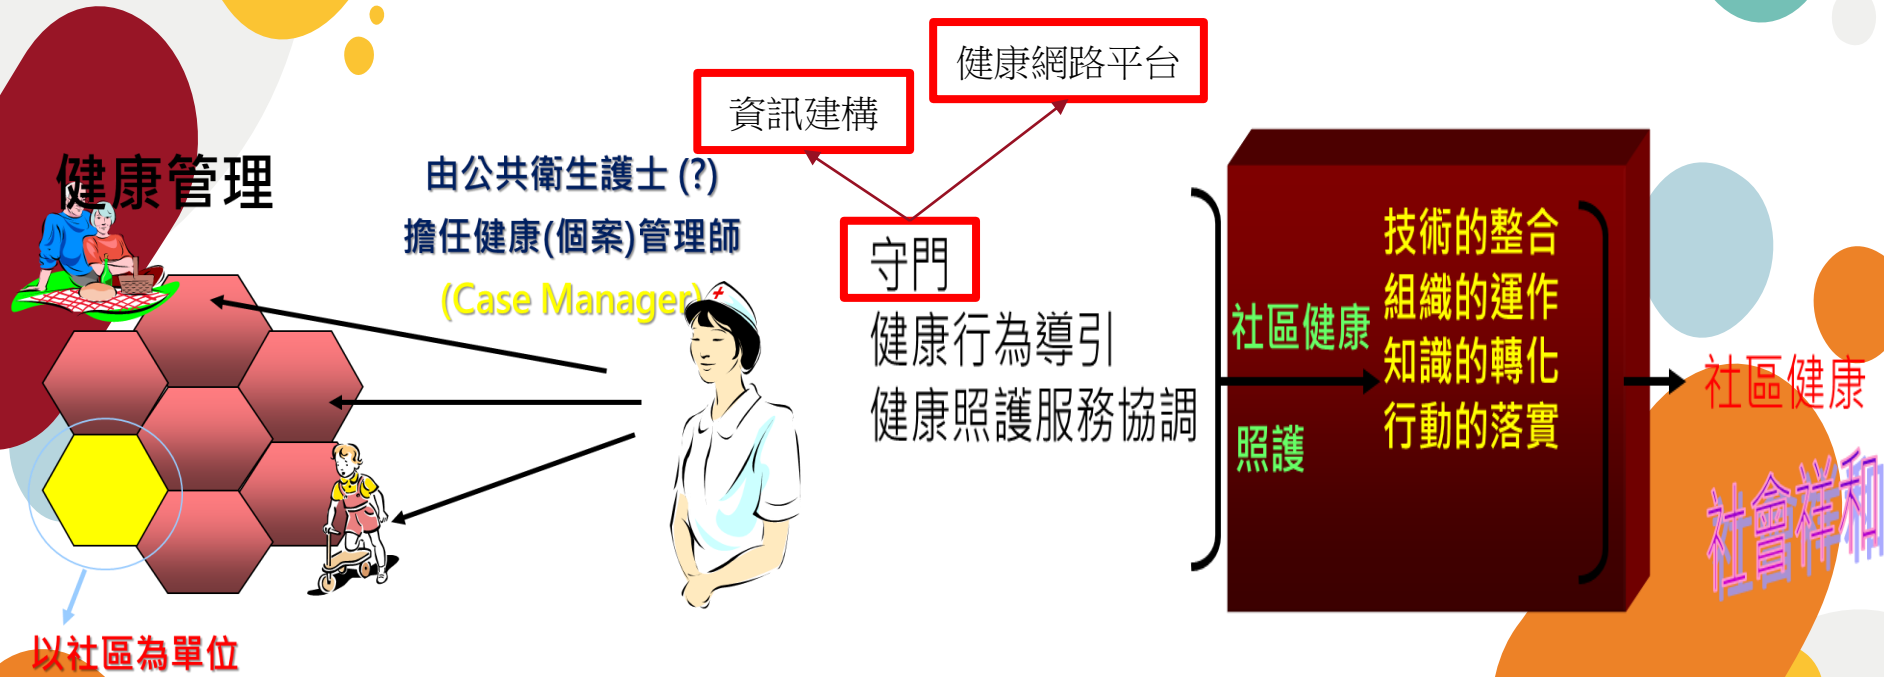 健康管理
以社區為單位
由公共衛生護士 (?)
擔任健康(個案)管理師
(Case Manager)
資訊建構
健康網路平台
守門
健康行為導引
健康照護服務協調
社區健康
照護
技術的整合
組織的運作
知識的轉化
行動的落實
社區健康
社會祥和